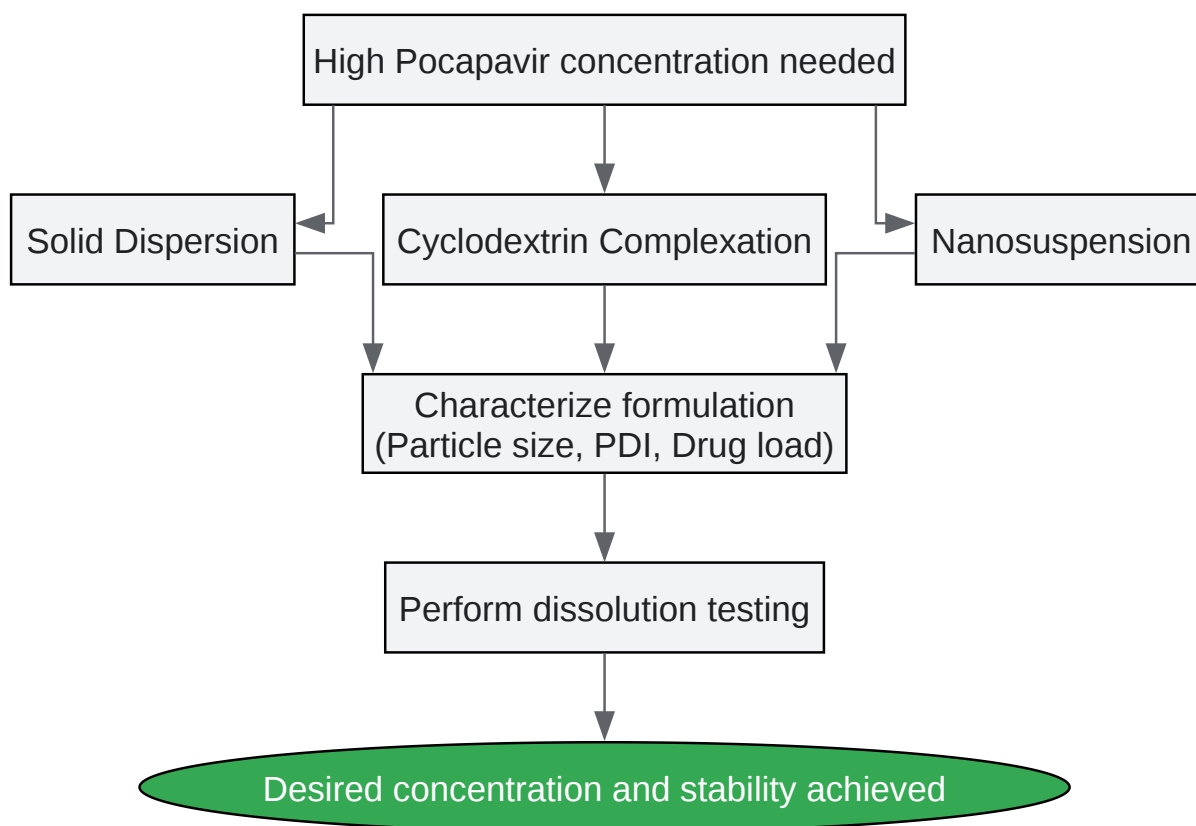 High Pocapavir concentration needed
Solid Dispersion
Cyclodextrin Complexation
Nanosuspension
Characterize formulation
(Particle size, PDI, Drug load)
Perform dissolution testing
Desired concentration and stability achieved